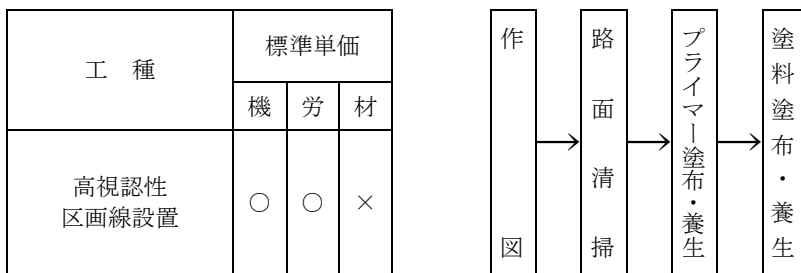 工 種
標準単価
機 労 材
高視認性
区画線設置
○ ○ ×
作図
路面清掃
プライマー塗布・養生
塗料塗布・養生